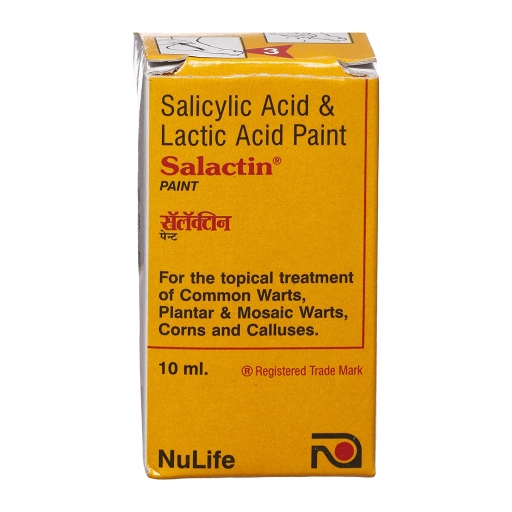 3
Salicylic Acid &
Lactic Acid Paint
Salactin®
PAINT
सॅलॅक्टीन
पेन्ट
For the topical treatment
of Common Warts,
Plantar & Mosaic Warts,
Corns and Calluses.
10 ml.
® Registered Trade Mark
NuLife